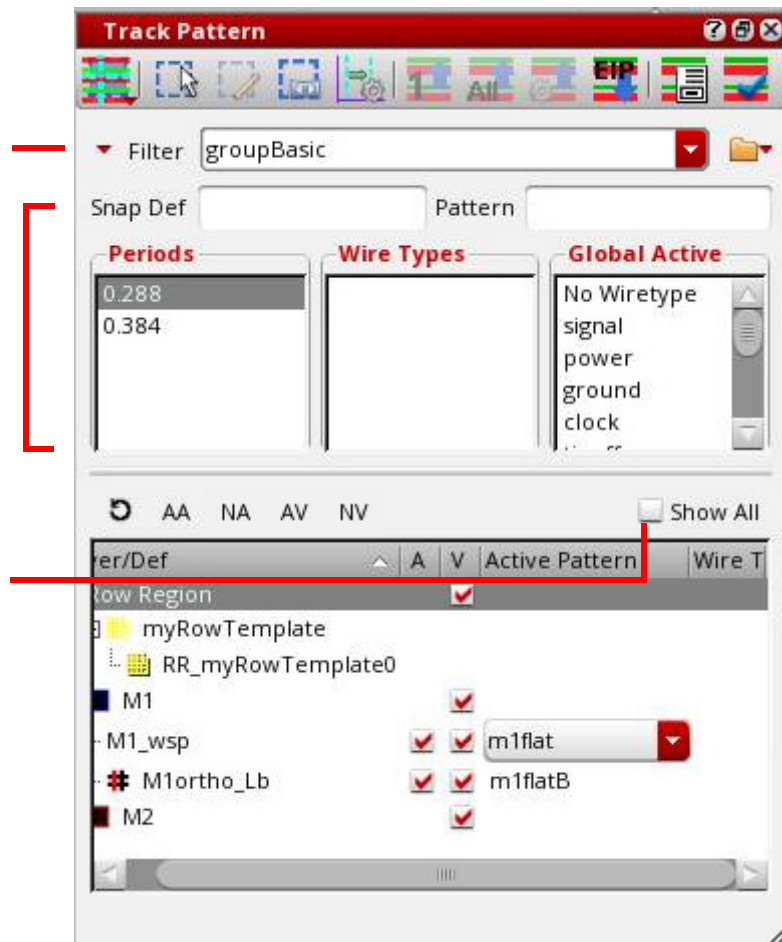 Track Pattern
1 All EIP
Filter groupBasic
Snap Def Pattern
Periods Wire Types Global Active
0.288 No Wiretype
0.384 signal
power
ground
clock
AA NA AV NV Show All
er/Def A V Active Pattern Wire T
Row Region
myRowTemplate
RR_myRowTemplate0
M1
M1_wsp m1flat
M1ortho_Lb m1flatB
M2